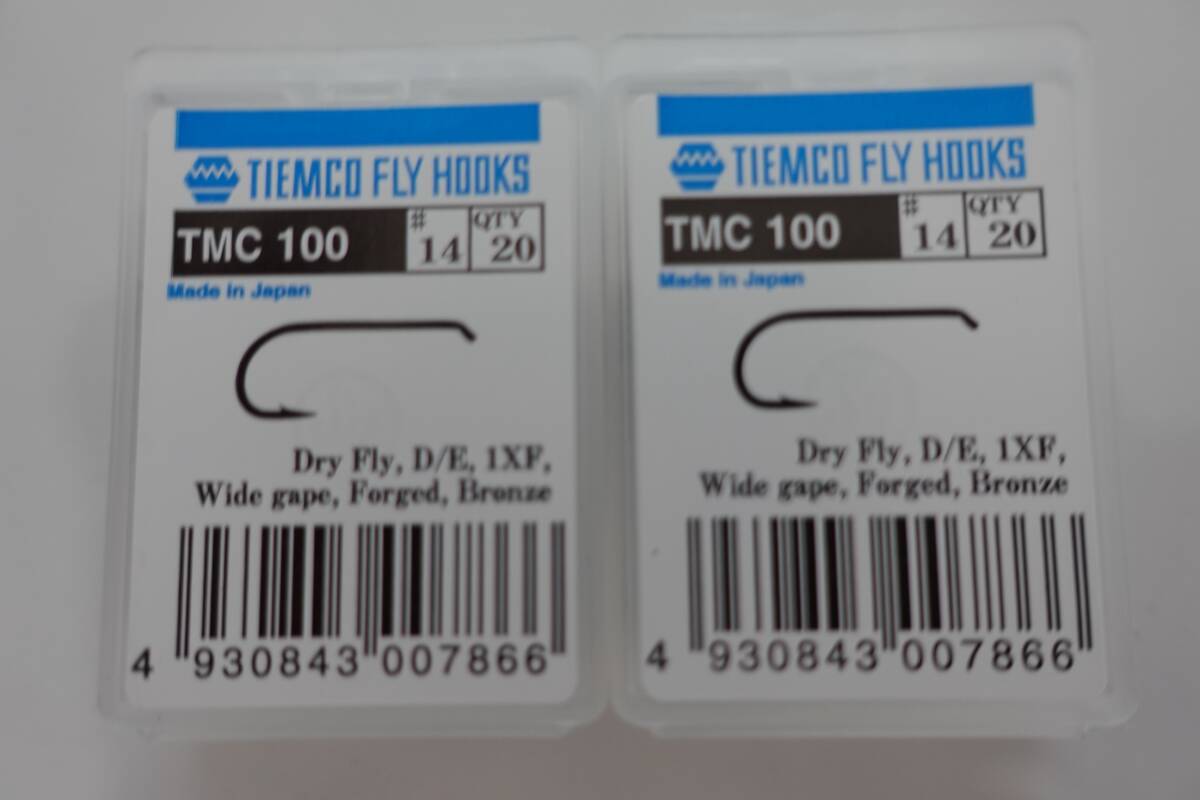 TIEMCO FLY HOOKS
TMC 100 # 14 QTY 20
Made in Japan
Dry Fly, D/E, 1XF,
Wide gape, Forged, Bronze
4 930843 007866
TIEMCO FLY HOOKS
TMC 100 # 14 QTY 20
Made in Japan
Dry Fly, D/E, 1XF,
Wide gape, Forged, Bronze
4 930843 007866